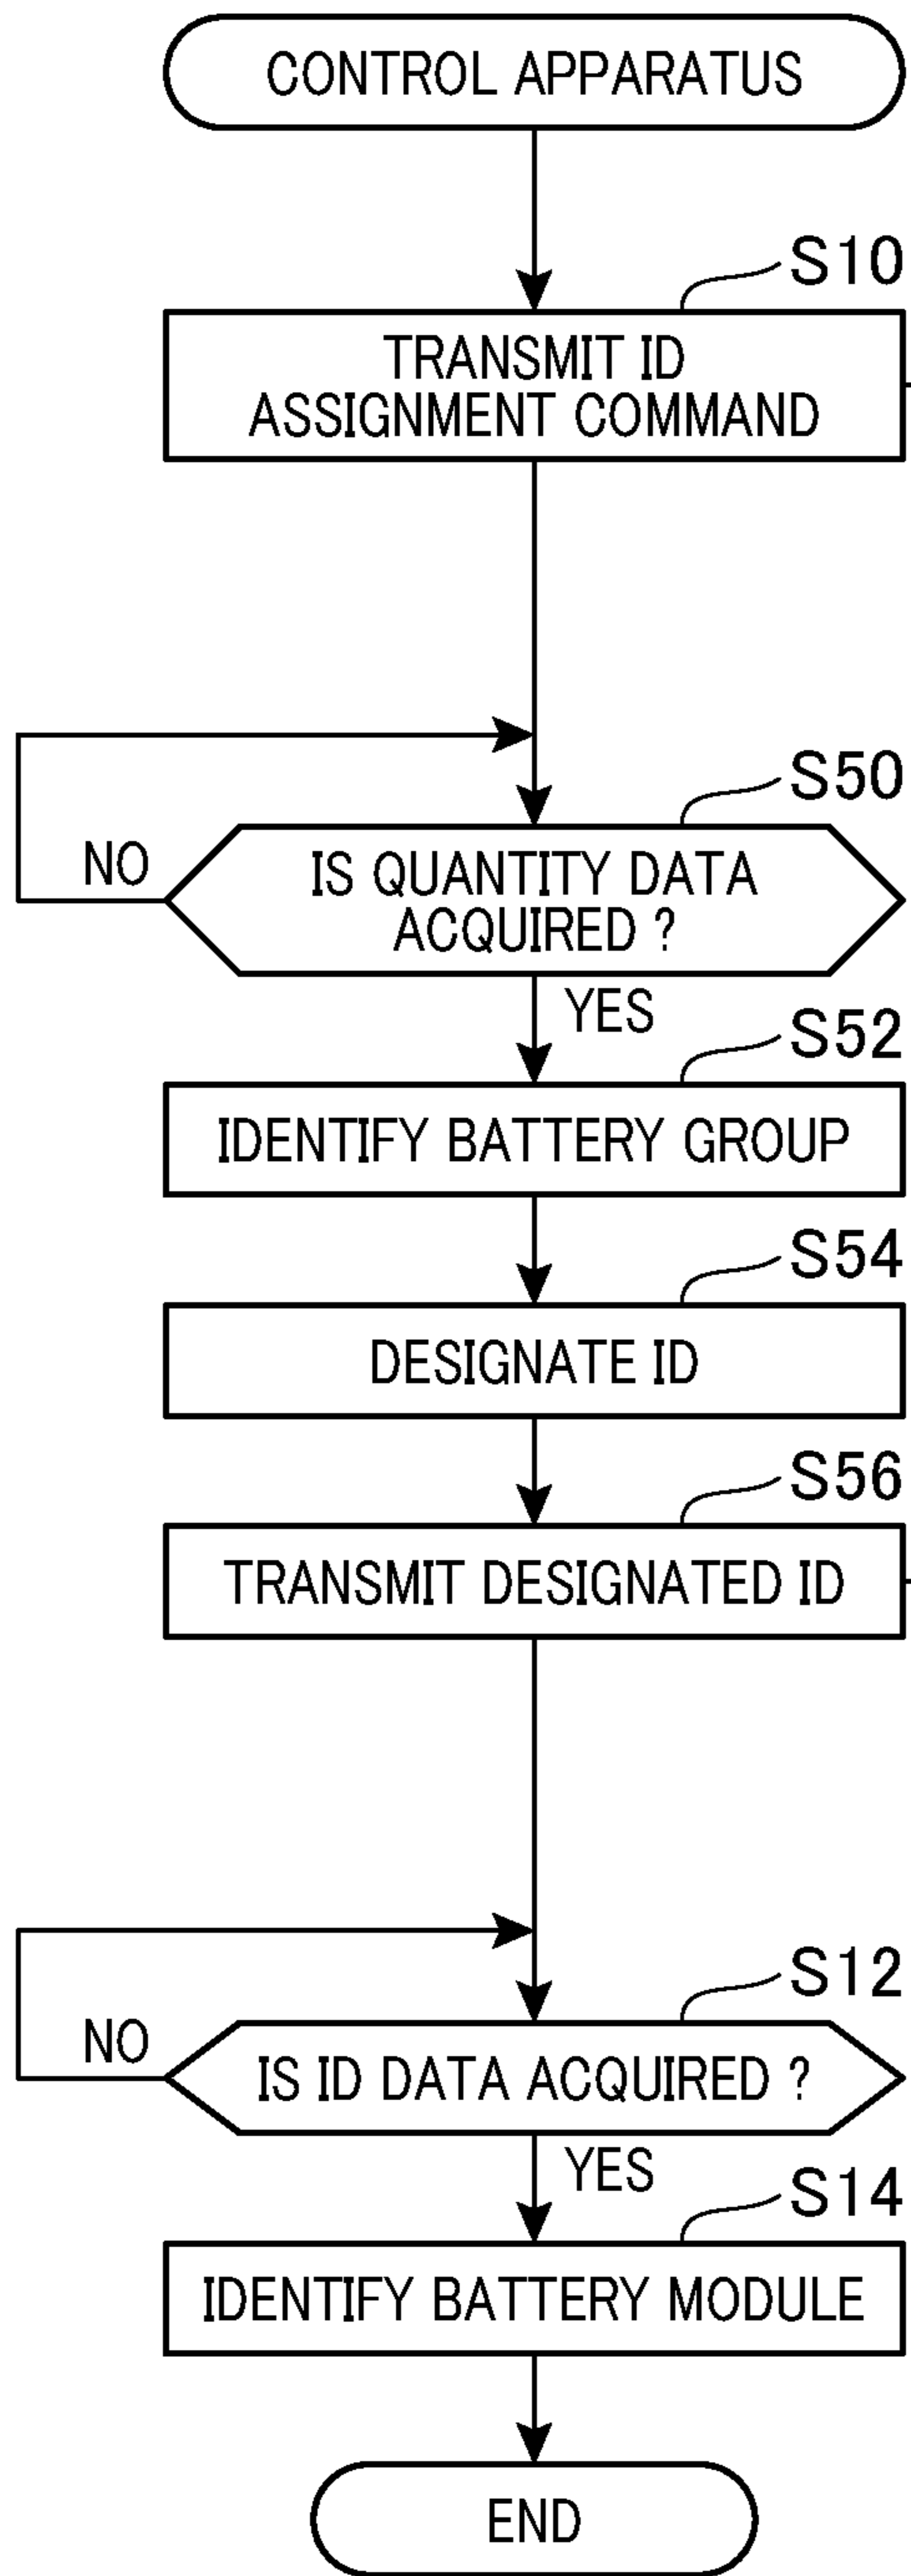 CONTROL APPARATUS
S10
TRANSMIT ID
ASSIGNMENT COMMAND
S50
NO
IS QUANTITY DATA
ACQUIRED ?
YES
S52
IDENTIFY BATTERY GROUP
S54
DESIGNATE ID
S56
TRANSMIT DESIGNATED ID
S12
NO
IS ID DATA ACQUIRED ?
YES
S14
IDENTIFY BATTERY MODULE
END